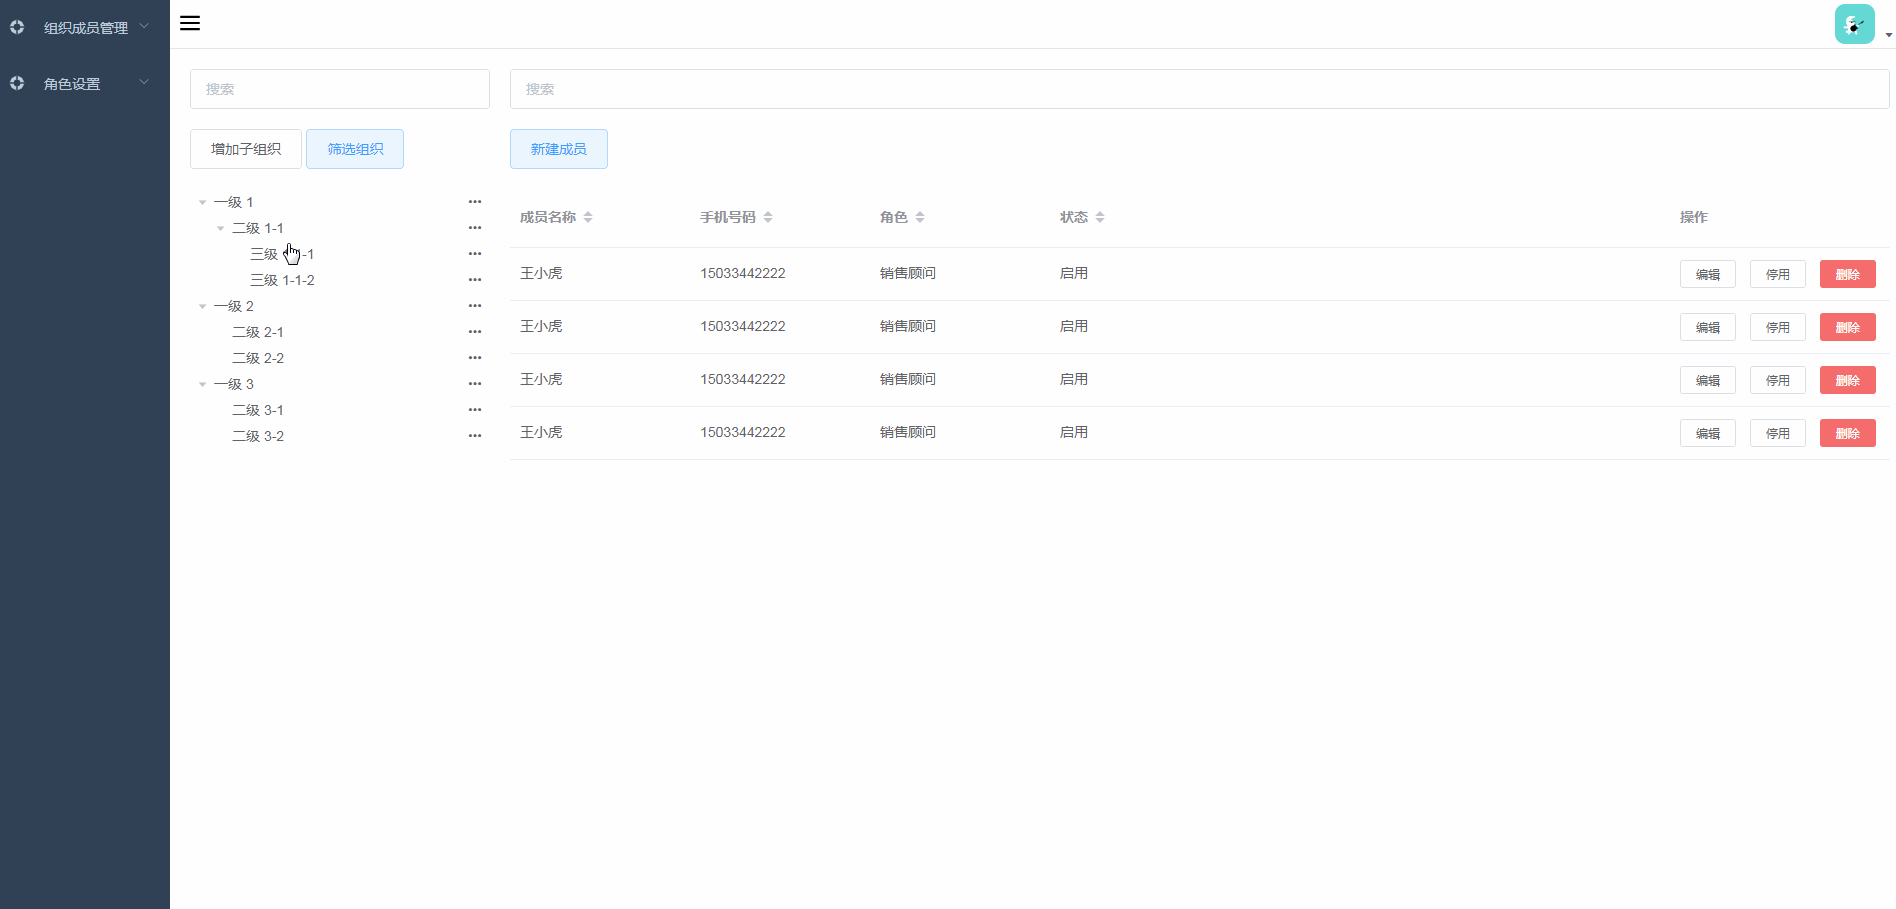 组织成员管理
角色设置
搜索
增加子组织 筛选组织
一级 1
二级 1-1
三级 -1
三级 1-1-2
一级 2
二级 2-1
二级 2-2
一级 3
二级 3-1
二级 3-2
搜索
新建成员
成员名称 手机号码 角色 状态 操作
王小虎 15033442222 销售顾问 启用 编辑 停用 删除
王小虎 15033442222 销售顾问 启用 编辑 停用 删除
王小虎 15033442222 销售顾问 启用 编辑 停用 删除
王小虎 15033442222 销售顾问 启用 编辑 停用 删除